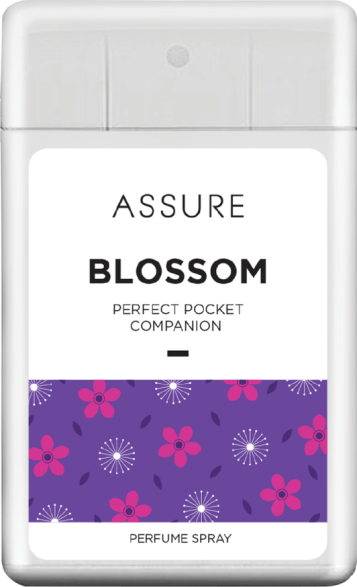 ASSURE
BLOSSOM
PERFECT POCKET
COMPANION
PERFUME SPRAY